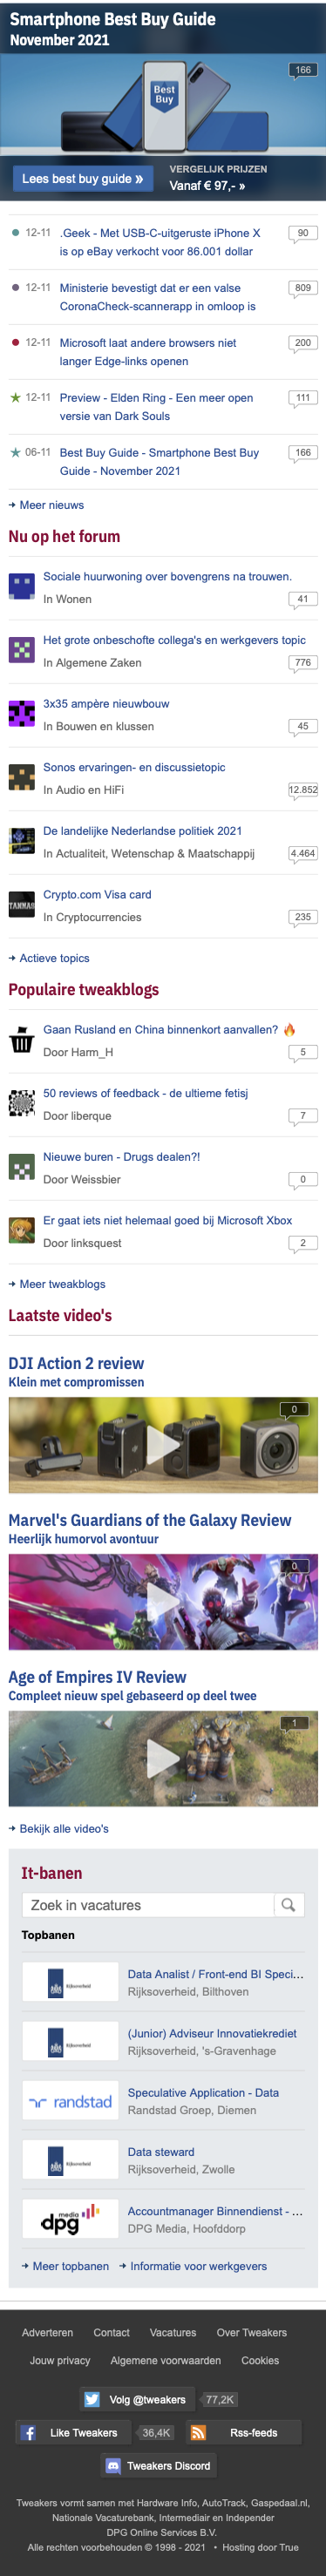 Smartphone Best Buy Guide
November 2021
166
Best
Buy
Lees best buy guide »
VERGELIJK PRIJZEN
Vanaf € 97,- »
12-11 .Geek - Met USB-C-uitgeruste iPhone X
is op eBay verkocht voor 86.001 dollar
90
12-11 Ministerie bevestigt dat er een valse
CoronaCheck-scannerapp in omloop is
809
12-11 Microsoft laat andere browsers niet
langer Edge-links openen
200
12-11 Preview - Elden Ring - Een meer open
versie van Dark Souls
111
06-11 Best Buy Guide - Smartphone Best Buy
Guide - November 2021
166
Meer nieuws
Nu op het forum
Sociale huurwoning over bovengrens na trouwen.
In Wonen
41
Het grote onbeschofte collega's en werkgevers topic
In Algemene Zaken
776
3x35 ampère nieuwbouw
In Bouwen en klussen
45
Sonos ervaringen- en discussietopic
In Audio en HiFi
12.852
De landelijke Nederlandse politiek 2021
In Actualiteit, Wetenschap & Maatschappij
4.464
Crypto.com Visa card
In Cryptocurrencies
235
Actieve topics
Populaire tweakblogs
Gaan Rusland en China binnenkort aanvallen? 🔥
Door Harm_H
5
50 reviews of feedback - de ultieme fetisj
Door liberque
7
Nieuwe buren - Drugs dealen?!
Door Weissbier
0
Er gaat iets niet helemaal goed bij Microsoft Xbox
Door linksquest
2
Meer tweakblogs
Laatste video's
DJI Action 2 review
Klein met compromissen
0
Marvel's Guardians of the Galaxy Review
Heerlijk humorvol avontuur
0
Age of Empires IV Review
Compleet nieuw spel gebaseerd op deel twee
1
Bekijk alle video's
It-banen
Zoek in vacatures
Topbanen
Rijksoverheid
Data Analist / Front-end BI Speci...
Rijksoverheid, Bilthoven
Rijksoverheid
(Junior) Adviseur Innovatiekrediet
Rijksoverheid, 's-Gravenhage
randstad
Speculative Application - Data
Randstad Groep, Diemen
Rijksoverheid
Data steward
Rijksoverheid, Zwolle
dpg media
Accountmanager Binnendienst - ...
DPG Media, Hoofddorp
Meer topbanen Informatie voor werkgevers
Adverteren Contact Vacatures Over Tweakers
Jouw privacy Algemene voorwaarden Cookies
Volg @tweakers 77,2K
Like Tweakers 36,4K Rss-feeds
Tweakers Discord
Tweakers vormt samen met Hardware Info, AutoTrack, Gaspedaal.nl,
Nationale Vacaturebank, Intermediair en Independer
DPG Online Services B.V.
Alle rechten voorbehouden © 1998 - 2021 • Hosting door True